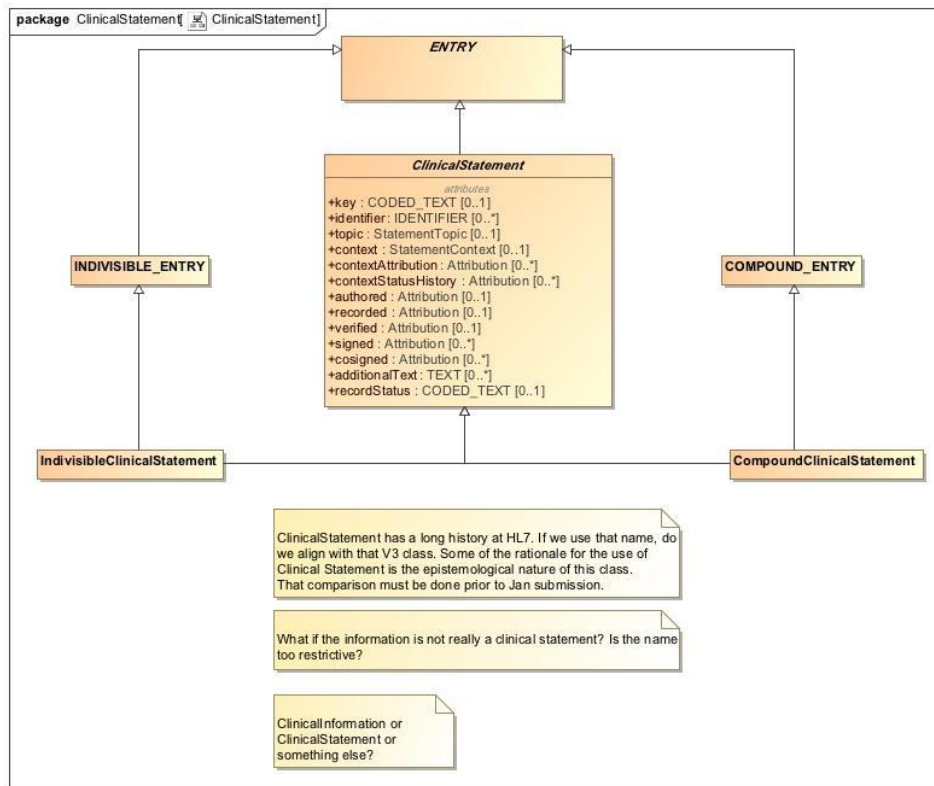 package ClinicalStatement[ ClinicalStatement]
ENTRY
ClinicalStatement
attributes
+key : CODED_TEXT [0..1]
+identifier : IDENTIFIER [0..*]
+topic : StatementTopic [0..1]
+context : StatementContext [0..1]
+contextAttribution : Attribution [0..*]
+contextStatusHistory : Attribution [0..*]
+authored : Attribution [0..1]
+recorded : Attribution [0..1]
+verified : Attribution [0..1]
+signed : Attribution [0..*]
+cosigned : Attribution [0..*]
+additionalText : TEXT [0..*]
+recordStatus : CODED_TEXT [0..1]
INDIVISIBLE_ENTRY
COMPOUND_ENTRY
IndivisibleClinicalStatement
CompoundClinicalStatement
ClinicalStatement has a long history at HL7. If we use that name, do
we align with that V3 class. Some of the rationale for the use of
Clinical Statement is the epistemological nature of this class.
That comparison must be done prior to Jan submission.
What if the information is not really a clinical statement? Is the name
too restrictive?
ClinicalInformation or
ClinicalStatement or
something else?